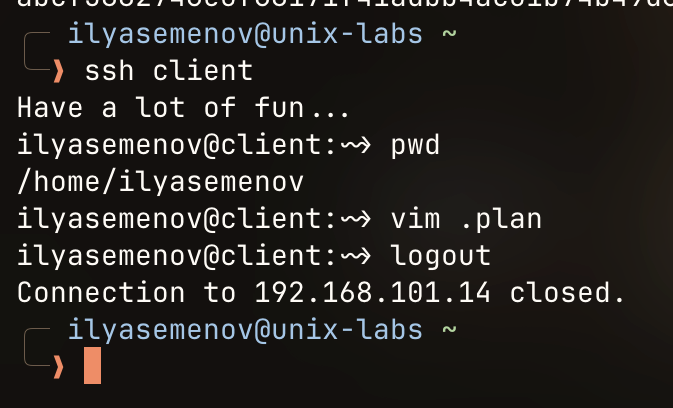 ilyasemenov@unix-labs ~
❯ ssh client
Have a lot of fun...
ilyasemenov@client:~> pwd
/home/ilyasemenov
ilyasemenov@client:~> vim .plan
ilyasemenov@client:~> logout
Connection to 192.168.101.14 closed.
ilyasemenov@unix-labs ~
❯